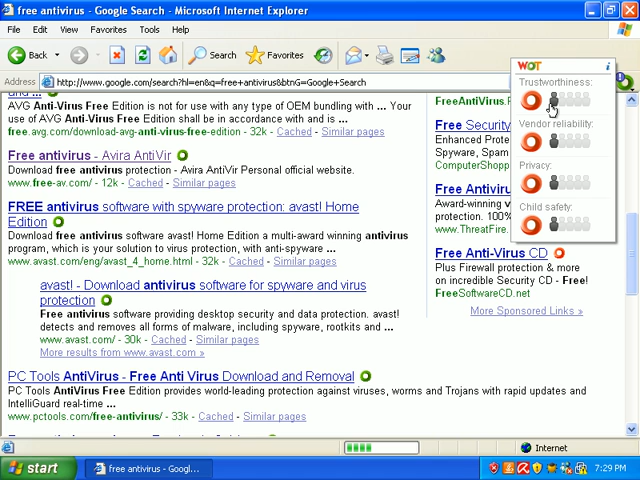 free antivirus - Google Search - Microsoft Internet Explorer
File Edit View Favorites Tools Help
Back Search Favorites
Address http://www.google.com/search?hl=en&q=free+antivirus&btnG=Google+Search
AVG Anti-Virus Free Edition is not for use with any type of OEM bundling with ... Your
use of AVG Anti-Virus Free Edition shall be in accordance with and is ...
free.avg.com/download-avg-anti-virus-free-edition - 32k - Cached - Similar pages
Free antivirus - Avira AntiVir
Download free antivirus protection - Avira AntiVir Personal official website.
www.free-av.com/ - 12k - Cached - Similar pages
FREE antivirus software with spyware protection: avast! Home
Edition
Download free antivirus software avast! Home Edition a multi-award winning antivirus
program, which is your solution to virus protection, with anti-spyware ...
www.avast.com/eng/avast_4_home.html - 32k - Cached - Similar pages
avast! - Download antivirus software for spyware and virus
protection
Free antivirus software providing desktop security and data protection. avast!
detects and removes all forms of malware, including spyware, rootkits and ...
www.avast.com/ - 30k - Cached - Similar pages
More results from www.avast.com »
PC Tools AntiVirus - Free Anti Virus Download and Removal
PC Tools AntiVirus Free Edition provides world-leading protection against viruses, worms and Trojans with rapid updates and
IntelliGuard real-time ...
www.pctools.com/free-antivirus/ - 33k - Cached - Similar pages
FreeAntiVirus.
Free Security
Enhanced Prote
Spyware, Spam
ComputerShopp
Free Antivirus
Award-winning
protection. 100%
www.ThreatFire.
Free Anti-Virus CD
Plus Firewall protection & more
on incredible Security CD - Free!
FreeSoftwareCD.net
More Sponsored Links »
WOT i
Trustworthiness:
Vendor reliability:
Privacy:
Child safety:
Internet
start free antivirus - Googl... 7:29 PM